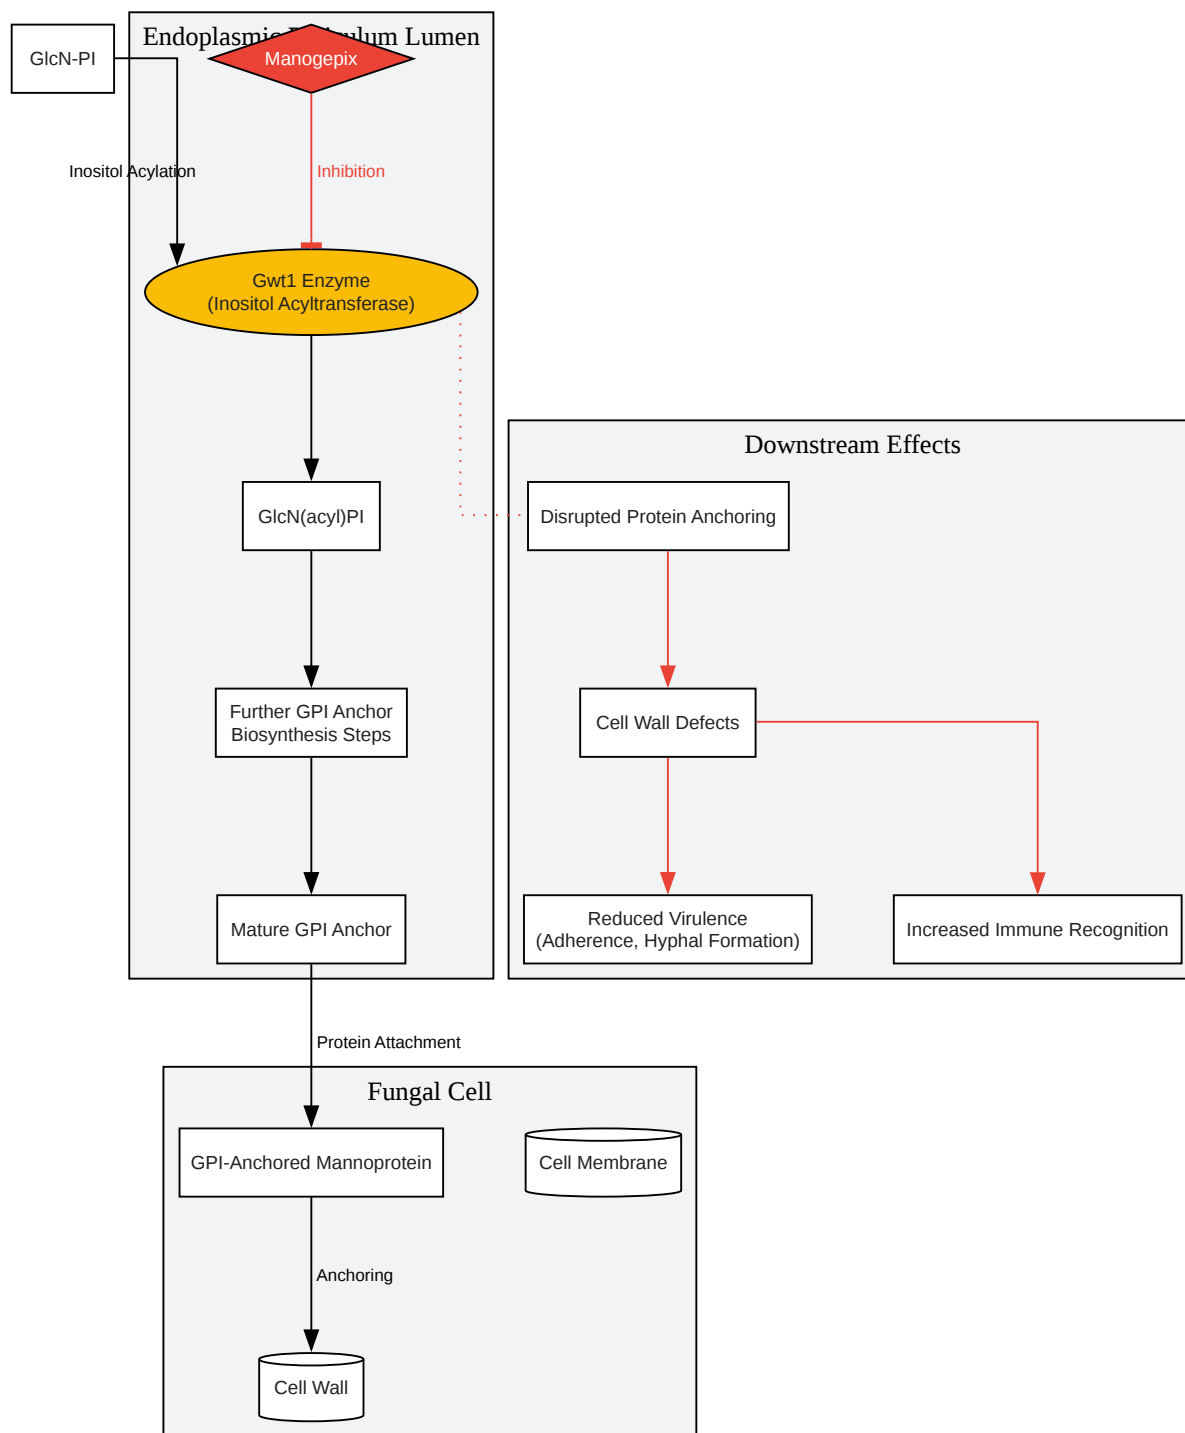 Endoplasmic Reticulum Lumen
GlcN-PI
Manogepix
Inositol Acylation
Inhibition
Gwt1 Enzyme
(Inositol Acyltransferase)
Downstream Effects
GlcN(acyl)PI
Disrupted Protein Anchoring
Further GPI Anchor
Biosynthesis Steps
Cell Wall Defects
Mature GPI Anchor
Reduced Virulence
(Adherence, Hyphal Formation)
Increased Immune Recognition
Protein Attachment
Fungal Cell
GPI-Anchored Mannoprotein
Cell Membrane
Anchoring
Cell Wall